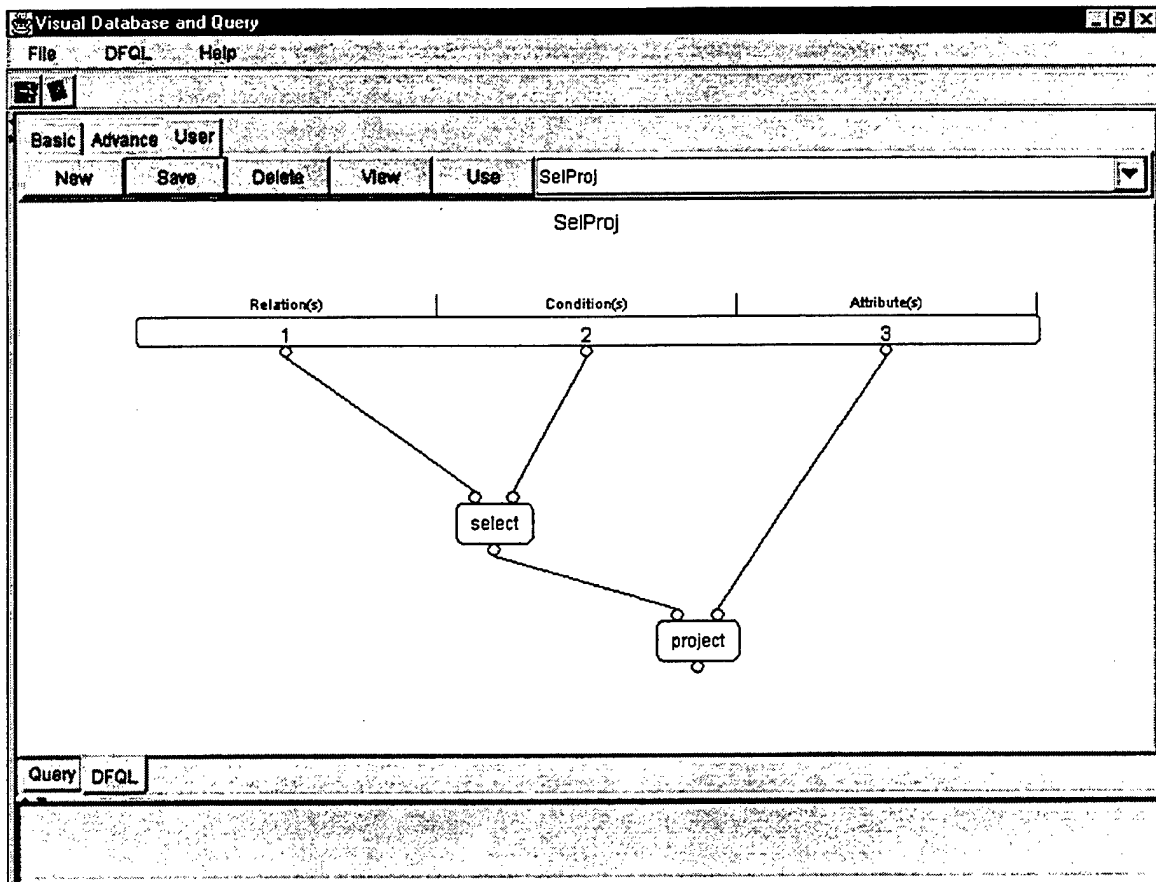 Visual Database and Query
File DFQL Help
Basic Advance User
New Save Delete View Use SelProj
SelProj
Relation(s) Condition(s) Attribute(s)
1 2 3
select
project
Query DFQL